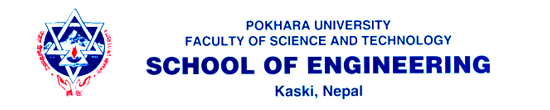 POKHARA UNIVERSITY
FACULTY OF SCIENCE AND TECHNOLOGY
SCHOOL OF ENGINEERING
Kaski, Nepal